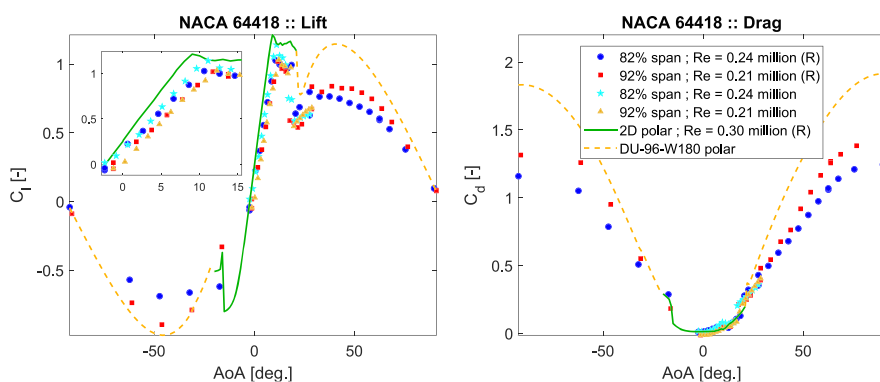 NACA 64418 :: Lift
C_l [-]
1
0.5
0
-0.5
-50
0
50
AoA [deg.]
1
0.5
0
0
5
10
15
NACA 64418 :: Drag
C_d [-]
2
1.5
1
0.5
0
-50
0
50
AoA [deg.]
82% span ; Re = 0.24 million (R)
92% span ; Re = 0.21 million (R)
82% span ; Re = 0.24 million
92% span ; Re = 0.21 million
2D polar ; Re = 0.30 million (R)
DU-96-W180 polar